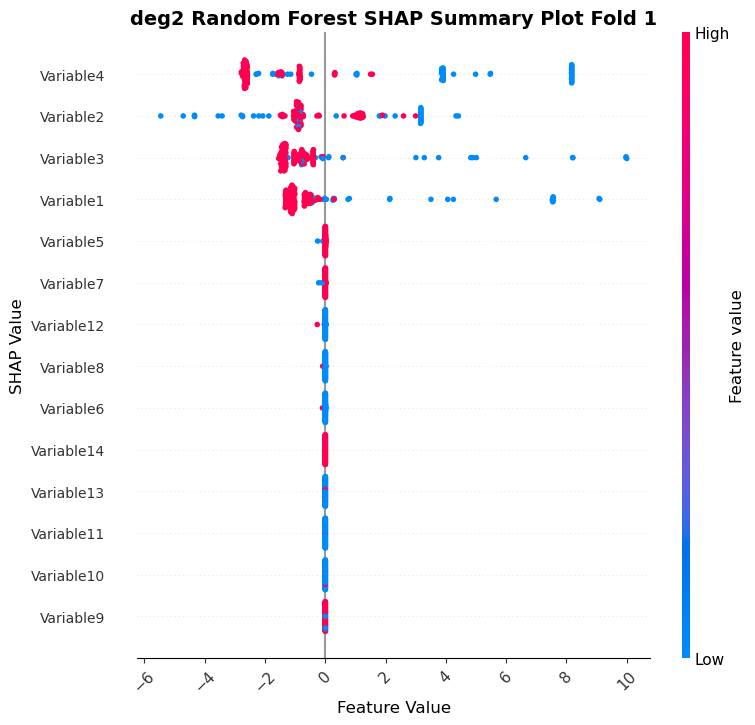 deg2 Random Forest SHAP Summary Plot Fold 1
High
Variable4
Variable2
Variable3
Variable1
Variable5
Variable7
Variable12
Variable8
Variable6
Variable14
Variable13
Variable11
Variable10
Variable9
SHAP Value
Feature value
Low
−6
−4
−2
0
2
4
6
8
10
Feature Value